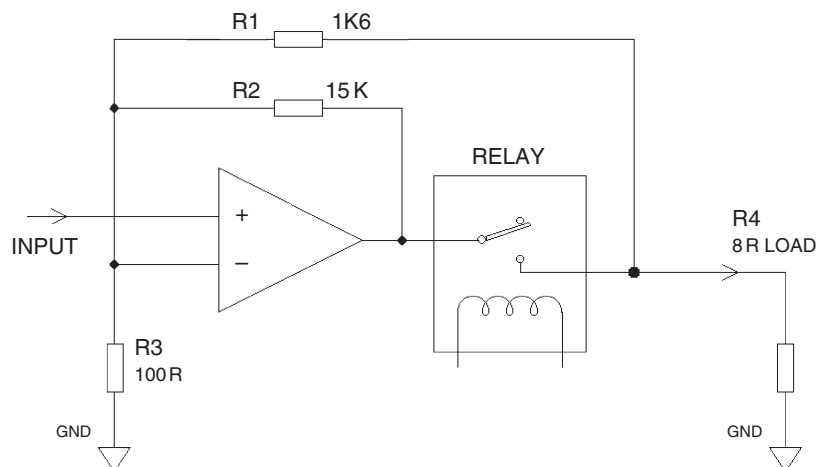 R1 1K6
R2 15 K
RELAY
+
INPUT
−
R4
8 R LOAD
R3
100 R
GND
GND